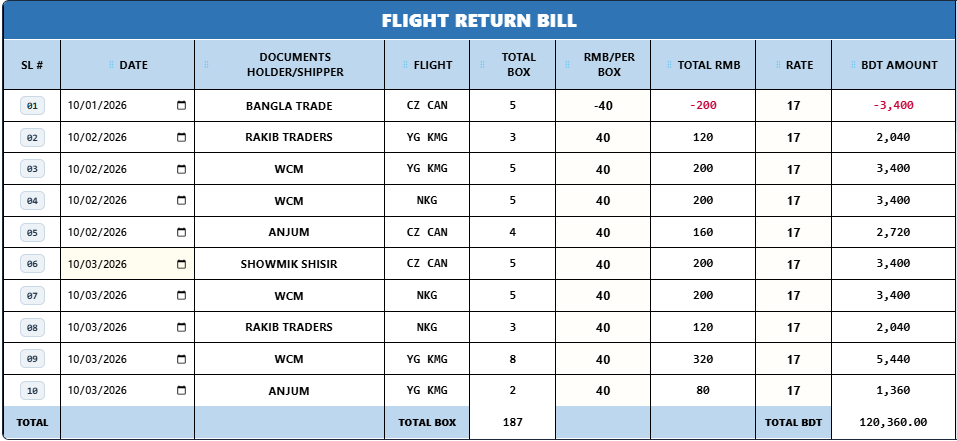 FLIGHT RETURN BILL
SL # DATE DOCUMENTS HOLDER/SHIPPER FLIGHT TOTAL BOX RMB/PER BOX TOTAL RMB RATE BDT AMOUNT
01 10/01/2026 BANGLA TRADE CZ CAN 5 -40 -200 17 -3,400
02 10/02/2026 RAKIB TRADERS YG KMG 3 40 120 17 2,040
03 10/02/2026 WCM YG KMG 5 40 200 17 3,400
04 10/02/2026 WCM NKG 5 40 200 17 3,400
05 10/02/2026 ANJUM CZ CAN 4 40 160 17 2,720
06 10/03/2026 SHOWMIK SHISIR CZ CAN 5 40 200 17 3,400
07 10/03/2026 WCM NKG 5 40 200 17 3,400
08 10/03/2026 RAKIB TRADERS NKG 3 40 120 17 2,040
09 10/03/2026 WCM YG KMG 8 40 320 17 5,440
10 10/03/2026 ANJUM YG KMG 2 40 80 17 1,360
TOTAL TOTAL BOX 187 TOTAL BDT 120,360.00